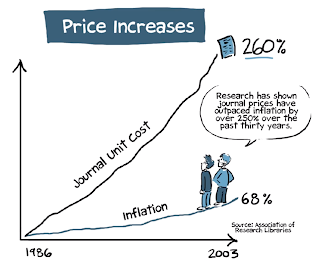 Price Increases
260%
Research has shown
journal prices have
outpaced inflation by
over 250% over the
past thirty years.
Journal Unit Cost
Inflation
68%
Source: Association of
Research Libraries
1986
2003